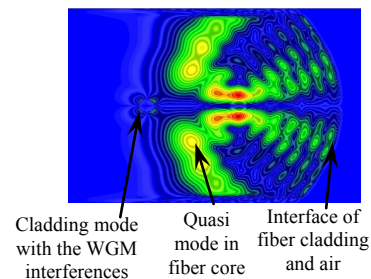 Cladding mode
with the WGM
interferences
Quasi
mode in
fiber core
Interface of
fiber cladding
and air